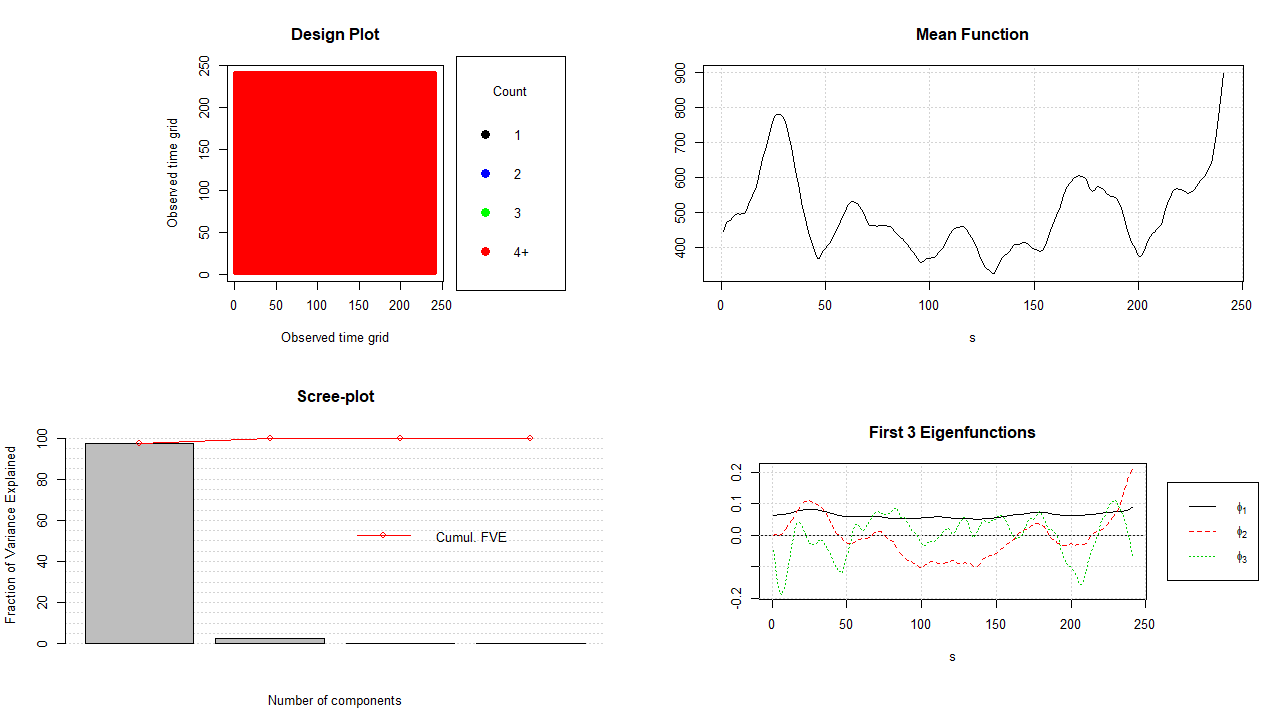 Design Plot
Observed time grid
0 50 100 150 200 250
0 50 100 150 200 250
Observed time grid
Count
1
2
3
4+
Mean Function
400 500 600 700 800 900
0 50 100 150 200 250
s
Scree-plot
Fraction of Variance Explained
0 20 40 60 80 100
Cumul. FVE
Number of components
First 3 Eigenfunctions
-0.2 0.0 0.1 0.2
0 50 100 150 200 250
s
ϕ1
ϕ2
ϕ3